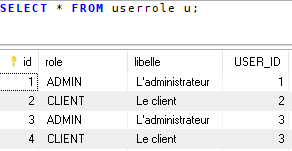 SELECT * FROM userrole u;
id role libelle USER_ID
1 ADMIN L'administrateur 1
2 CLIENT Le client 2
3 ADMIN L'administrateur 3
4 CLIENT Le client 3